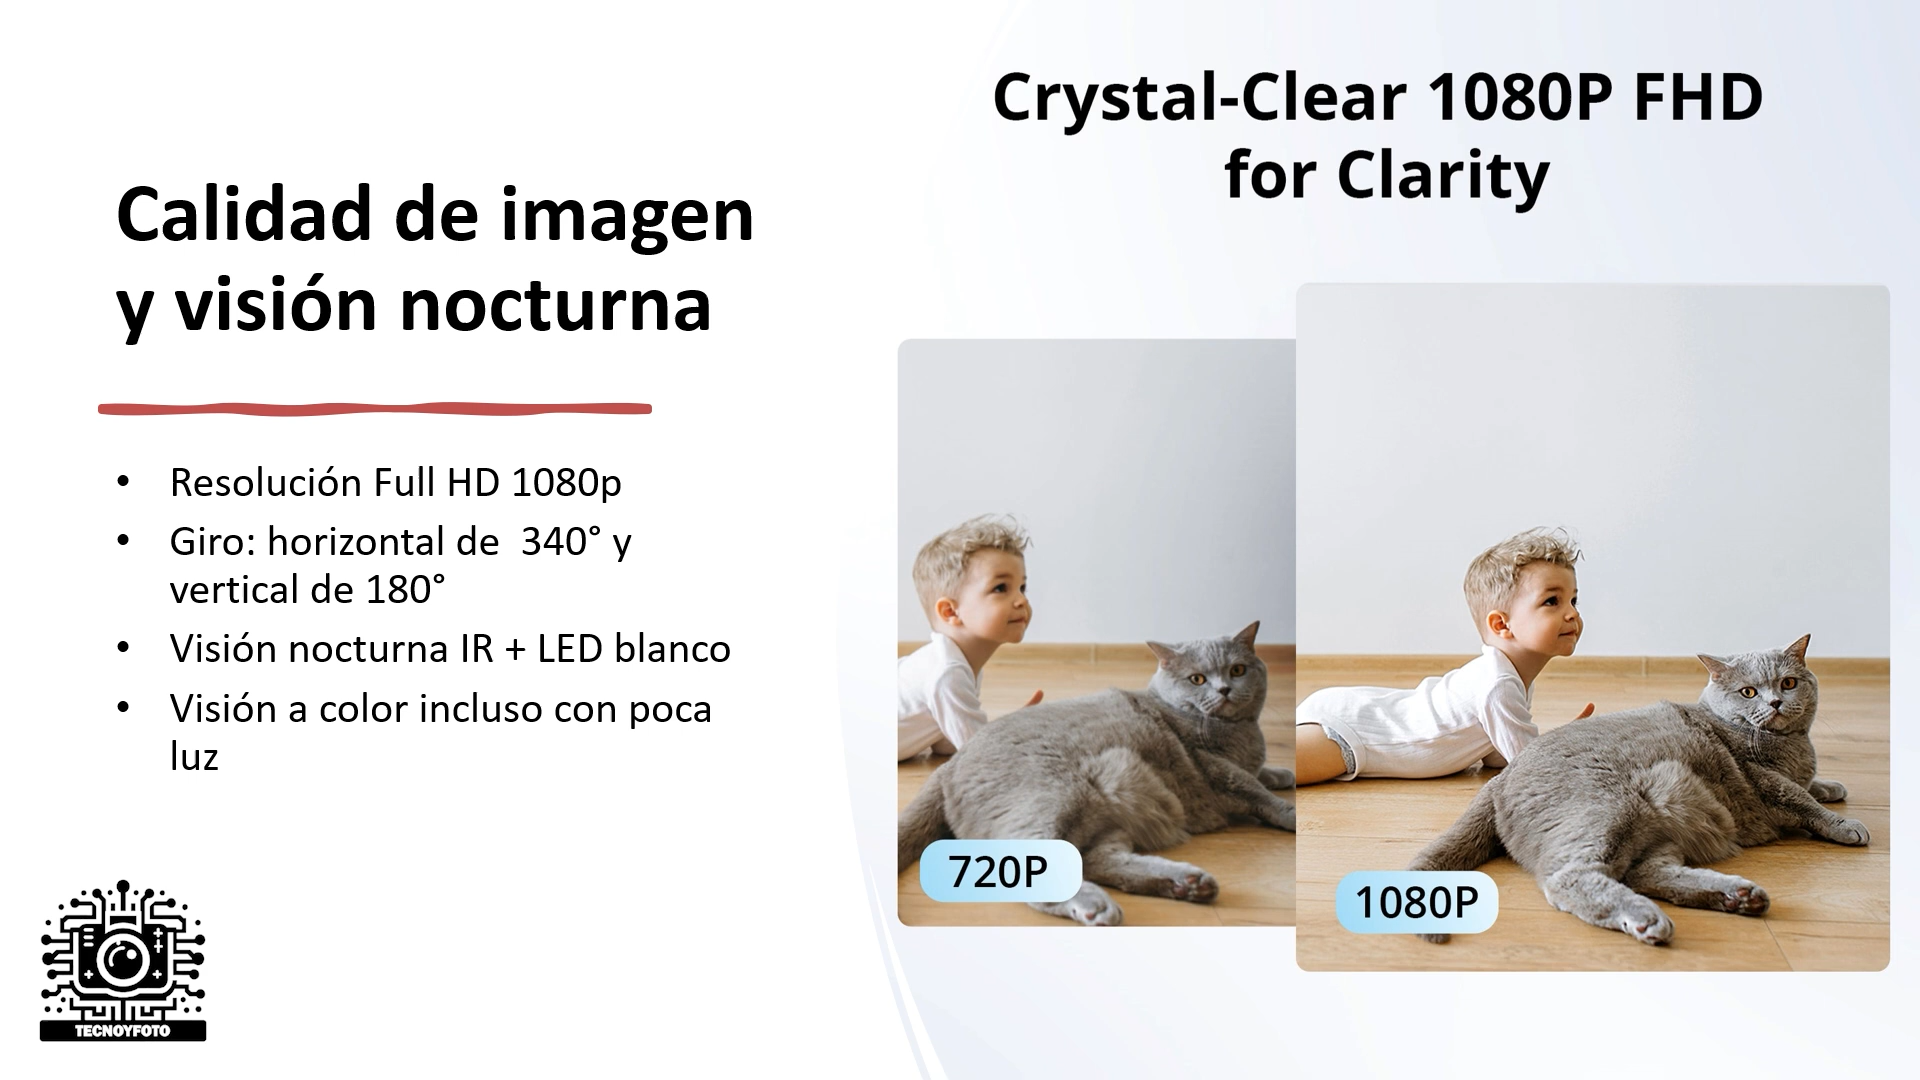 Calidad de imagen
y visión nocturna
• Resolución Full HD 1080p
• Giro: horizontal de  340° y
vertical de 180°
• Visión nocturna IR + LED blanco
• Visión a color incluso con poca
luz
TECNOYFOTO
Crystal-Clear 1080P FHD
for Clarity
720P
1080P